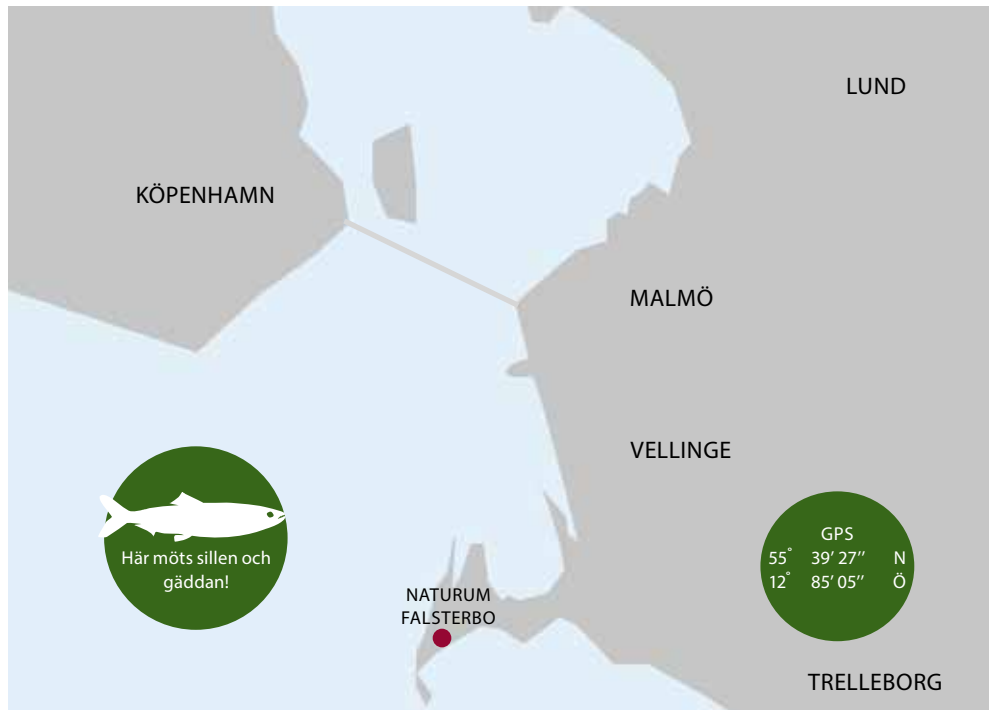 LUND
KÖPENHAMN
MALMÖ
VELLINGE
Här möts sillen och
gäddan!
GPS
55° 39' 27'' N
12° 85' 05'' Ö
NATURUM
FALSTERBO
TRELLEBORG